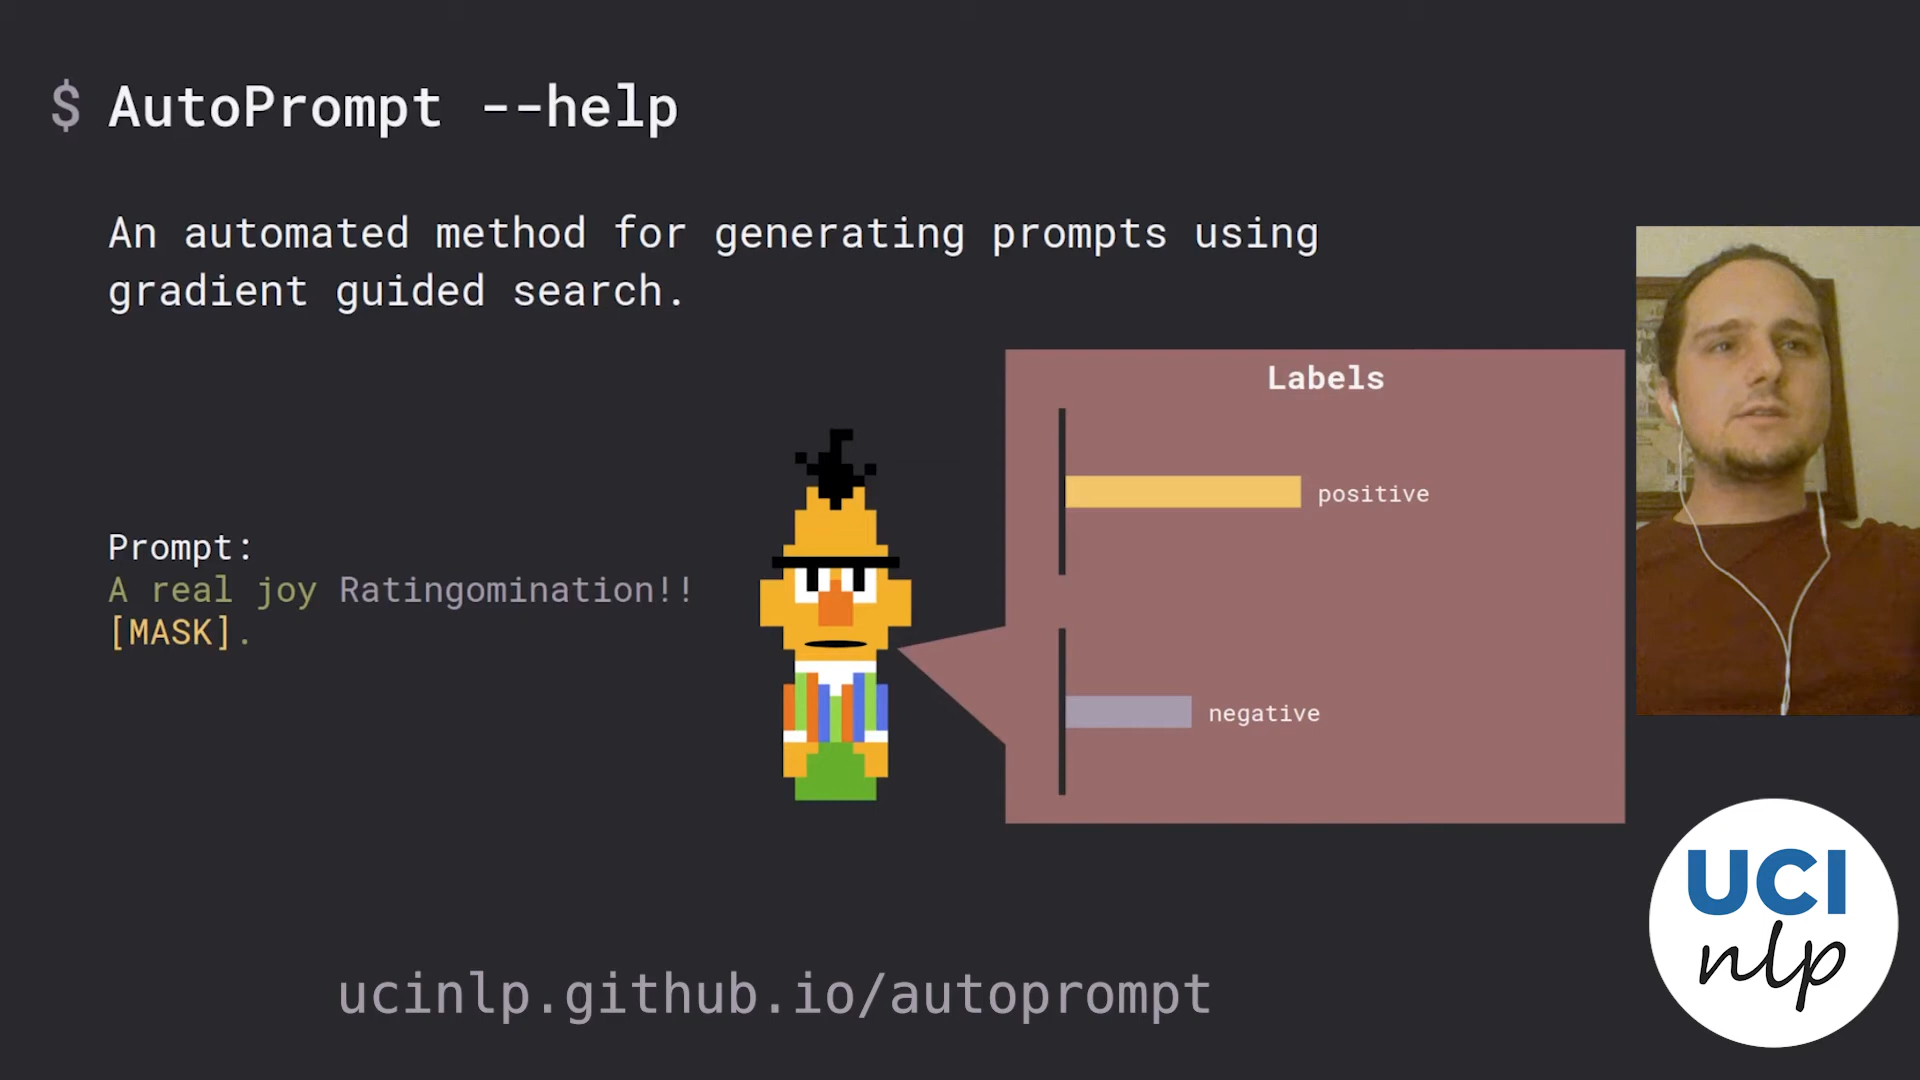 $ AutoPrompt --help
An automated method for generating prompts using
gradient guided search.
Labels
positive
Prompt:
A real joy Ratingomination!!
[MASK].
negative
UCI
nlp
ucinlp.github.io/autoprompt